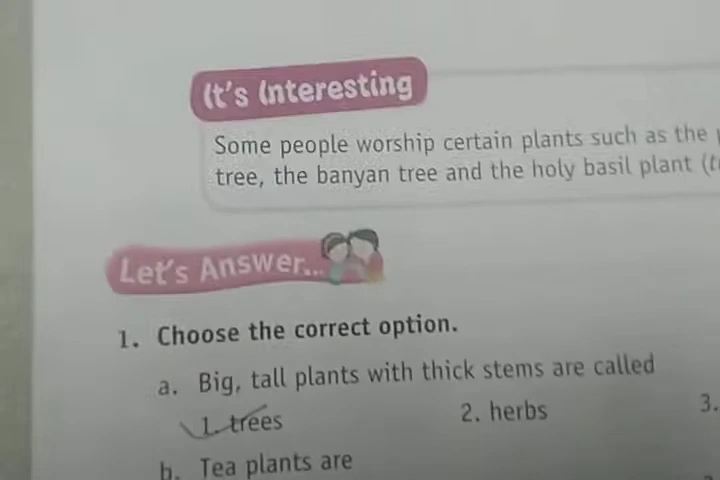 It's Interesting
Some people worship certain plants such as the
tree, the banyan tree and the holy basil plant
Let's Answer...
1. Choose the correct option.
a. Big, tall plants with thick stems are called
1. trees 2. herbs 3.
b. Tea plants are